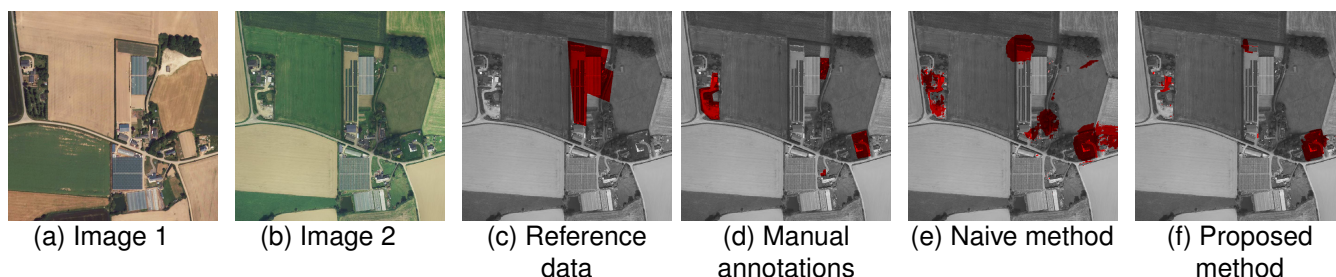 (a) Image 1
(b) Image 2
(c) Reference
data
(d) Manual
annotations
(e) Naive method
(f) Proposed
method